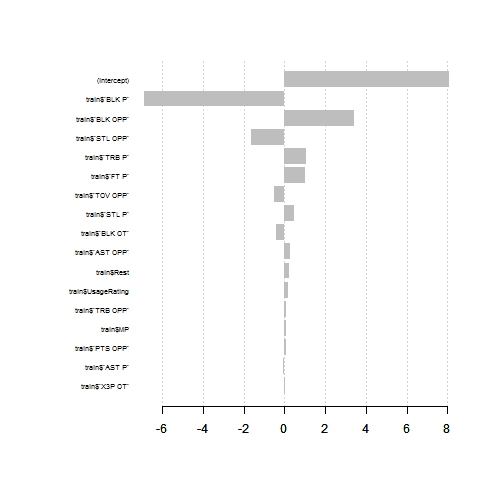 (Intercept)
train$`BLK P`
train$`BLK OPP`
train$`STL OPP`
train$`TRB P`
train$`FT P`
train$`TOV OPP`
train$`STL P`
train$`BLK OT`
train$`AST OPP`
train$Rest
train$UsageRating
train$`TRB OPP`
train$MP
train$`PTS OPP`
train$`AST P`
train$`X3P OT`
-6 -4 -2 0 2 4 6 8